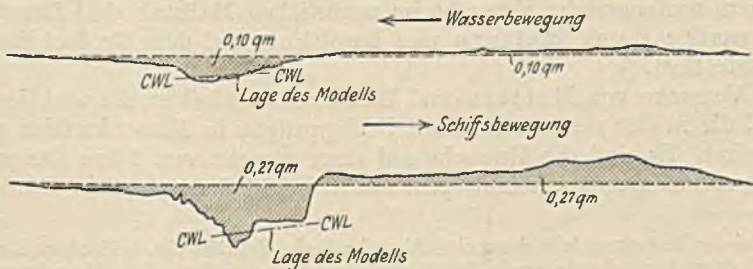 Wasserbewegung
0,10 qm
0,10 qm
CWL
CWL
Lage des Modells
Schiffsbewegung
0,27 qm
0,27 qm
CWL
CWL
Lage des Modells